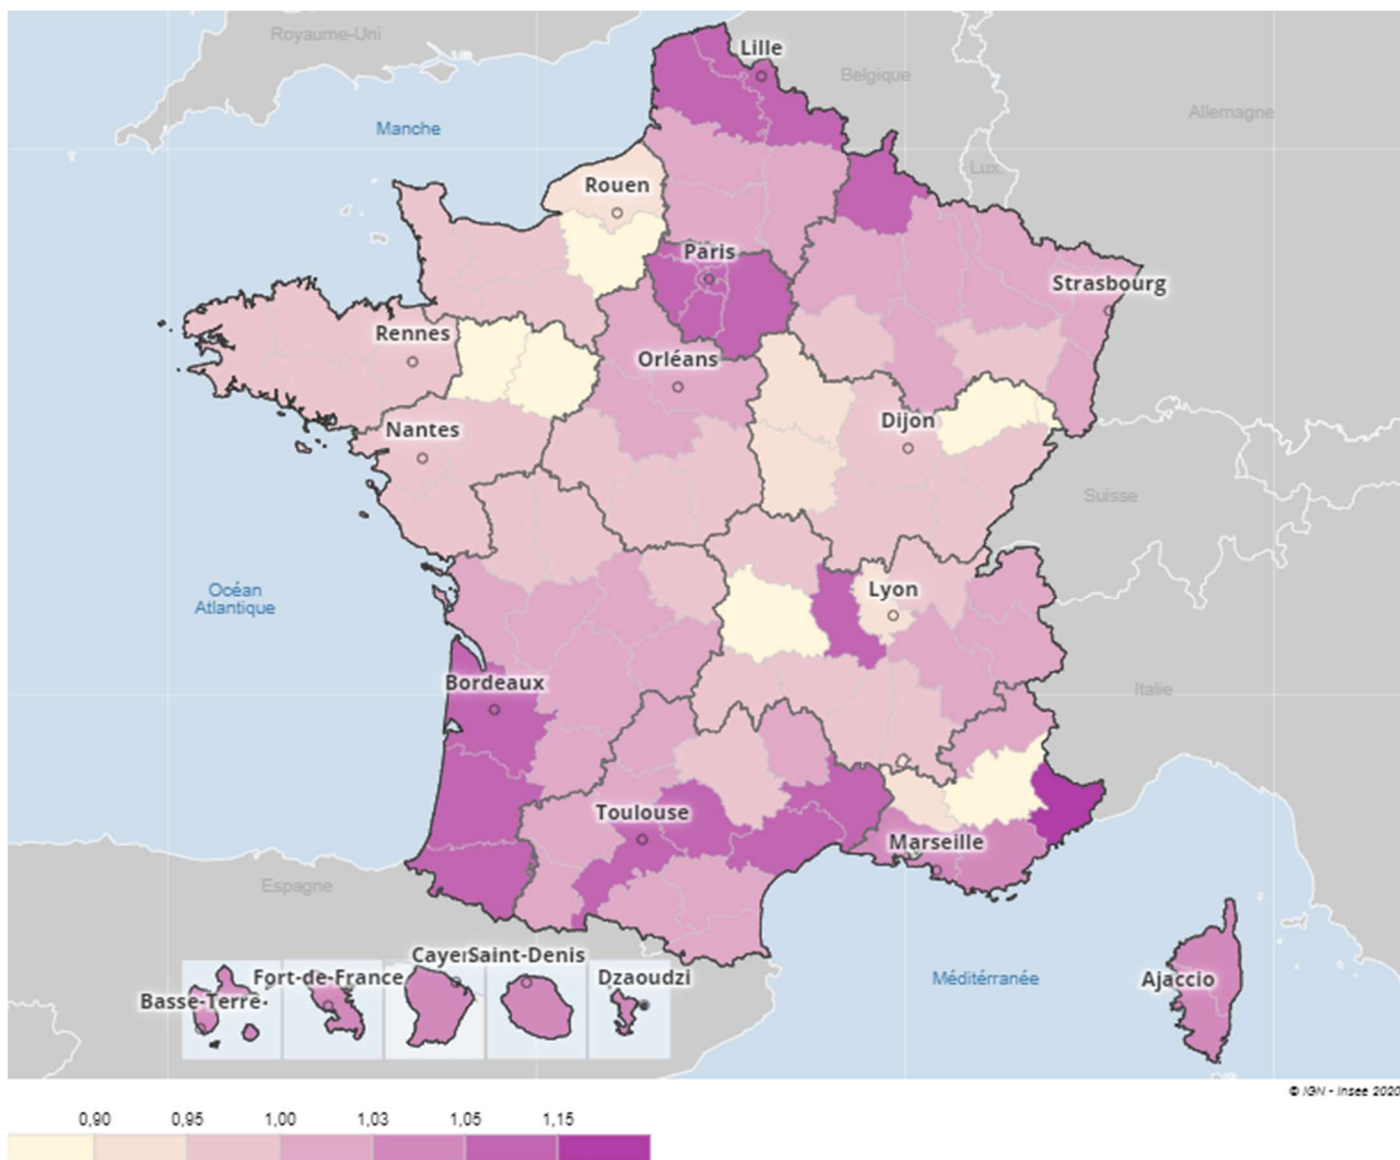 Royaume-Uni
Lille
Belgique
Allemagne
Manche
Lux.
Rouen
Paris
Strasbourg
Rennes
Orléans
Dijon
Nantes
Suisse
Océan
Atlantique
Lyon
Bordeaux
Italie
Toulouse
Marseille
Espagne
Basse-Terre
Fort-de-France
Saint-Denis
Dzaoudzi
Méditérranée
Ajaccio
© IGN - Insee 2020
0,90 0,95 1,00 1,03 1,05 1,15